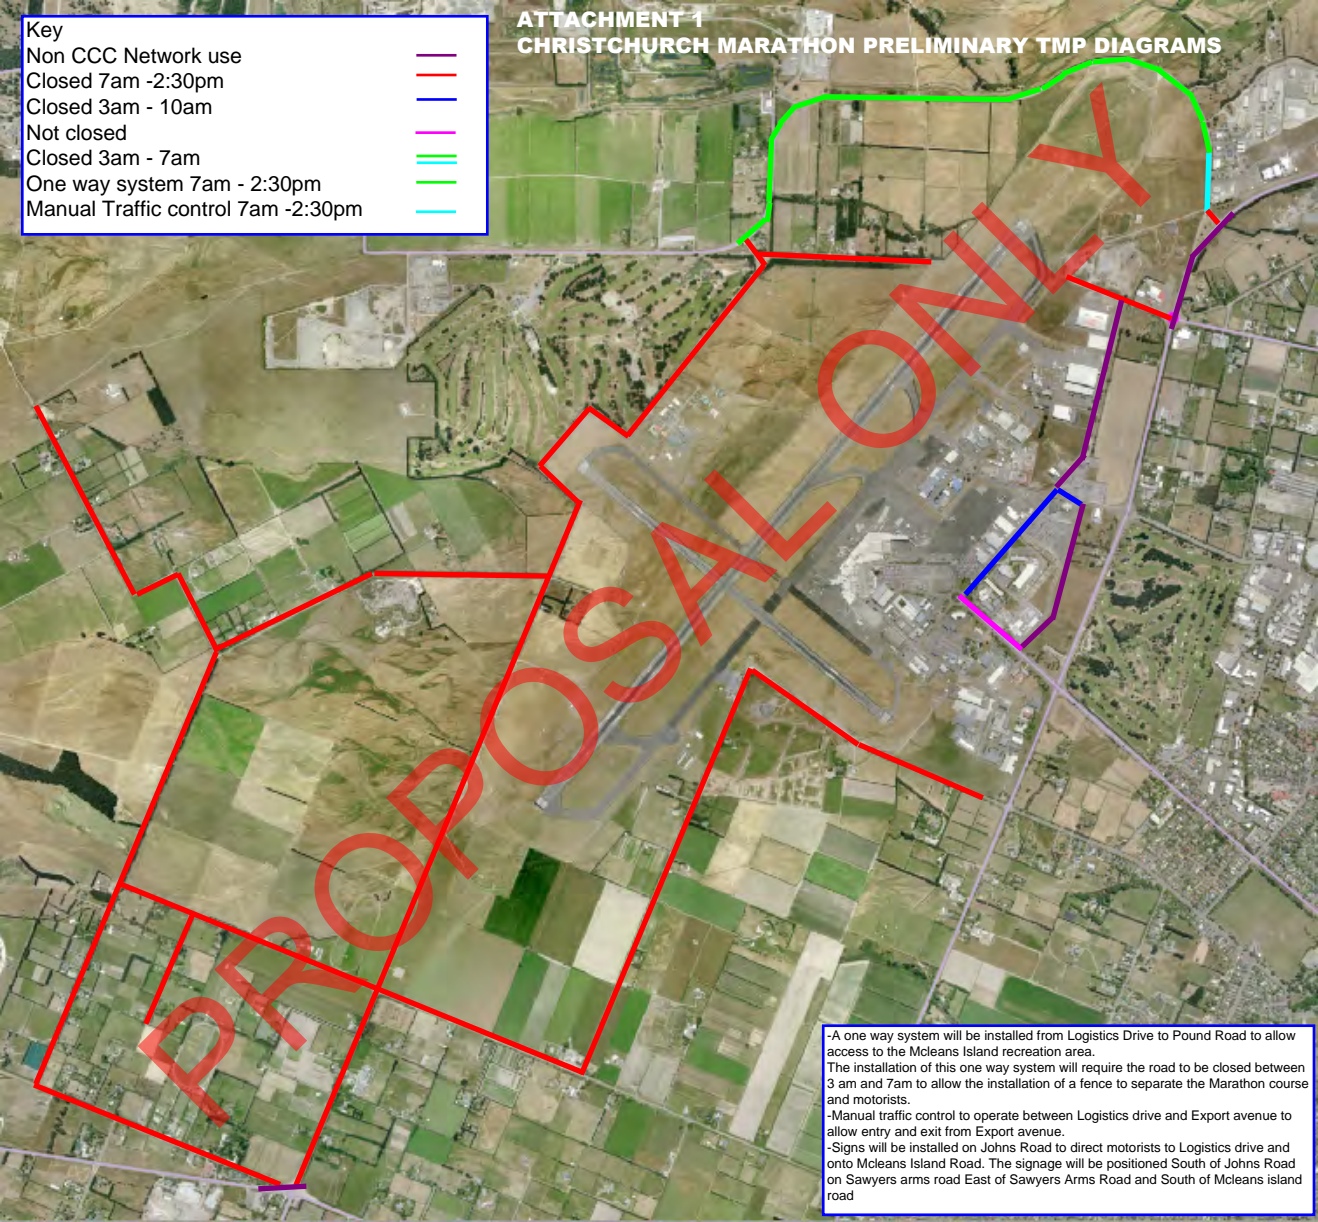 ATTACHMENT 1
CHRISTCHURCH MARATHON PRELIMINARY TMP DIAGRAMS
Key
Non CCC Network use
Closed 7am -2:30pm
Closed 3am - 10am
Not closed
Closed 3am - 7am
One way system 7am - 2:30pm
Manual Traffic control 7am -2:30pm
PROPOSAL ONLY
-A one way system will be installed from Logistics Drive to Pound Road to allow
access to the Mcleans Island recreation area.
The installation of this one way system will require the road to be closed between
3 am and 7am to allow the installation of a fence to separate the Marathon course
and motorists.
-Manual traffic control to operate between Logistics drive and Export avenue to
allow entry and exit from Export avenue.
-Signs will be installed on Johns Road to direct motorists to Logistics drive and
onto Mcleans Island Road. The signage will be positioned South of Johns Road
on Sawyers arms road East of Sawyers Arms Road and South of Mcleans island
road